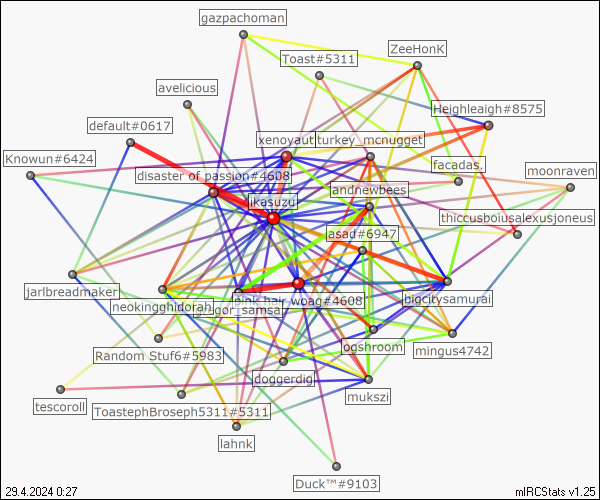 gazpachoman
Toast#5311
ZeeHonK
avelicious
Heighleaigh#8575
default#0617
xenoyaut
turkey_mcnugget
Knowun#6424
facadas.
disaster of passion#4608
moonraven
andnewbees
ikasuzu
thiccusboiusalexusjoneus
asad#6947
jarlbreadmaker
pink hair woag#4608
bigcitysamurai
neokingghidorah
gor_samsa
ogshroom
Random Stuf6#5983
mingus4742
doggerdig
mukszi
tescoroll
ToastephBroseph5311#5311
lahnk
Duck™#9103
29.4.2024 0:27
mIRCStats v1.25